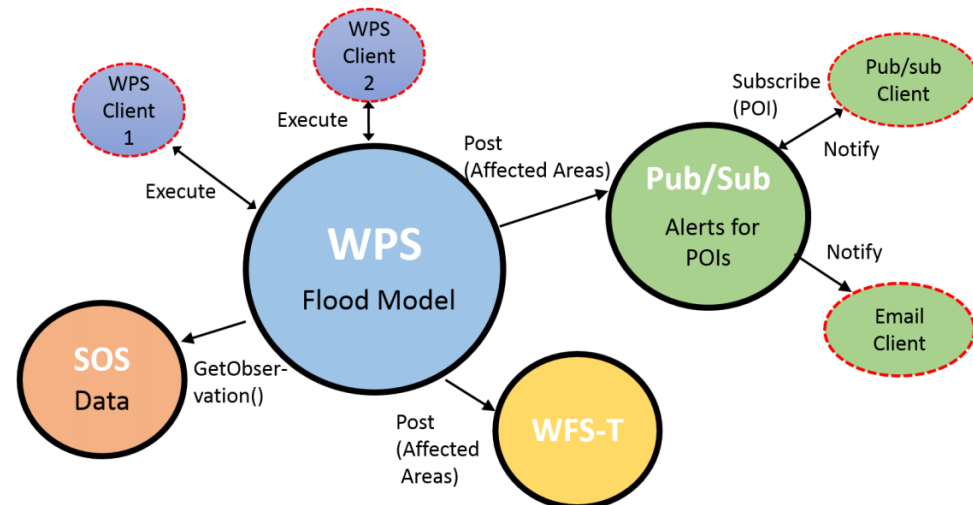 WPS
Client
1
WPS
Client
2
Execute
Execute
WPS
Flood Model
Post
(Affected Areas)
Subscribe
(POI)
Pub/sub
Client
Notify
Pub/Sub
Alerts for
POIs
Notify
Email
Client
SOS
Data
GetObser-
vation()
Post
(Affected
Areas)
WFS-T